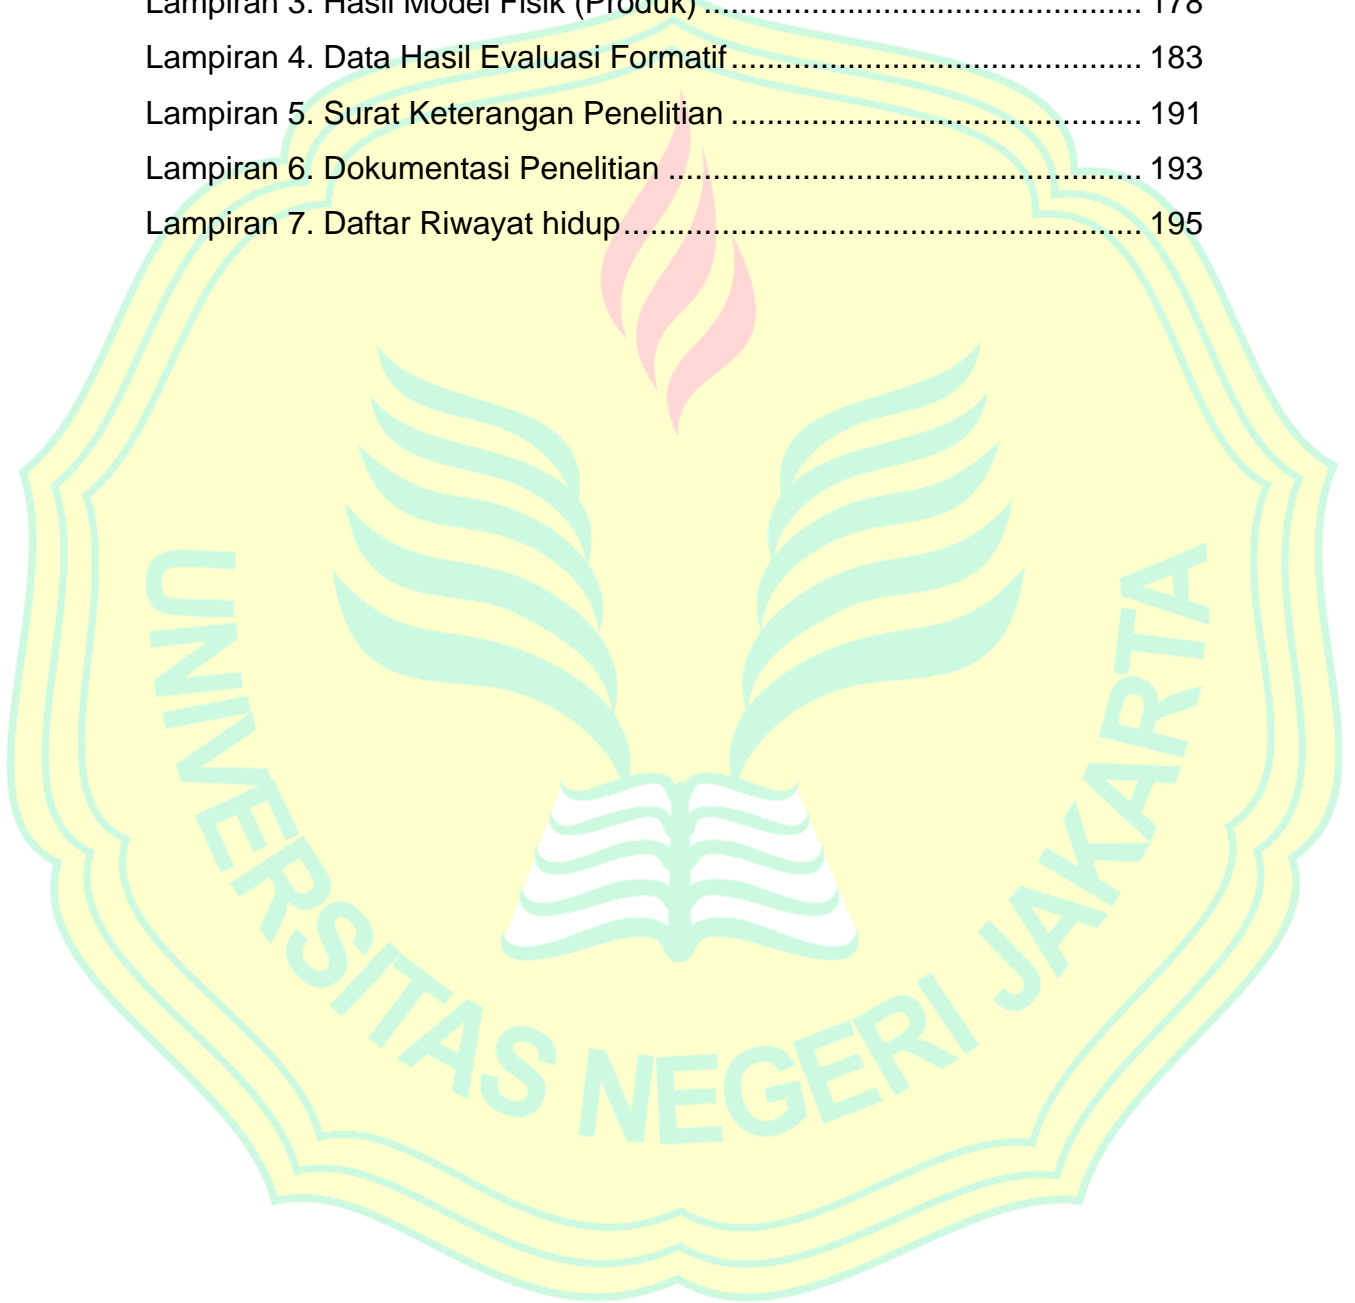 Lampiran 3. Hasil Model Fisik (Produk) ................................................... 178
Lampiran 4. Data Hasil Evaluasi Formatif ................................................ 183
Lampiran 5. Surat Keterangan Penelitian ................................................ 191
Lampiran 6. Dokumentasi Penelitian ....................................................... 193
Lampiran 7. Daftar Riwayat hidup ............................................................ 195
UNIVERSITAS NEGERI JAKARTA